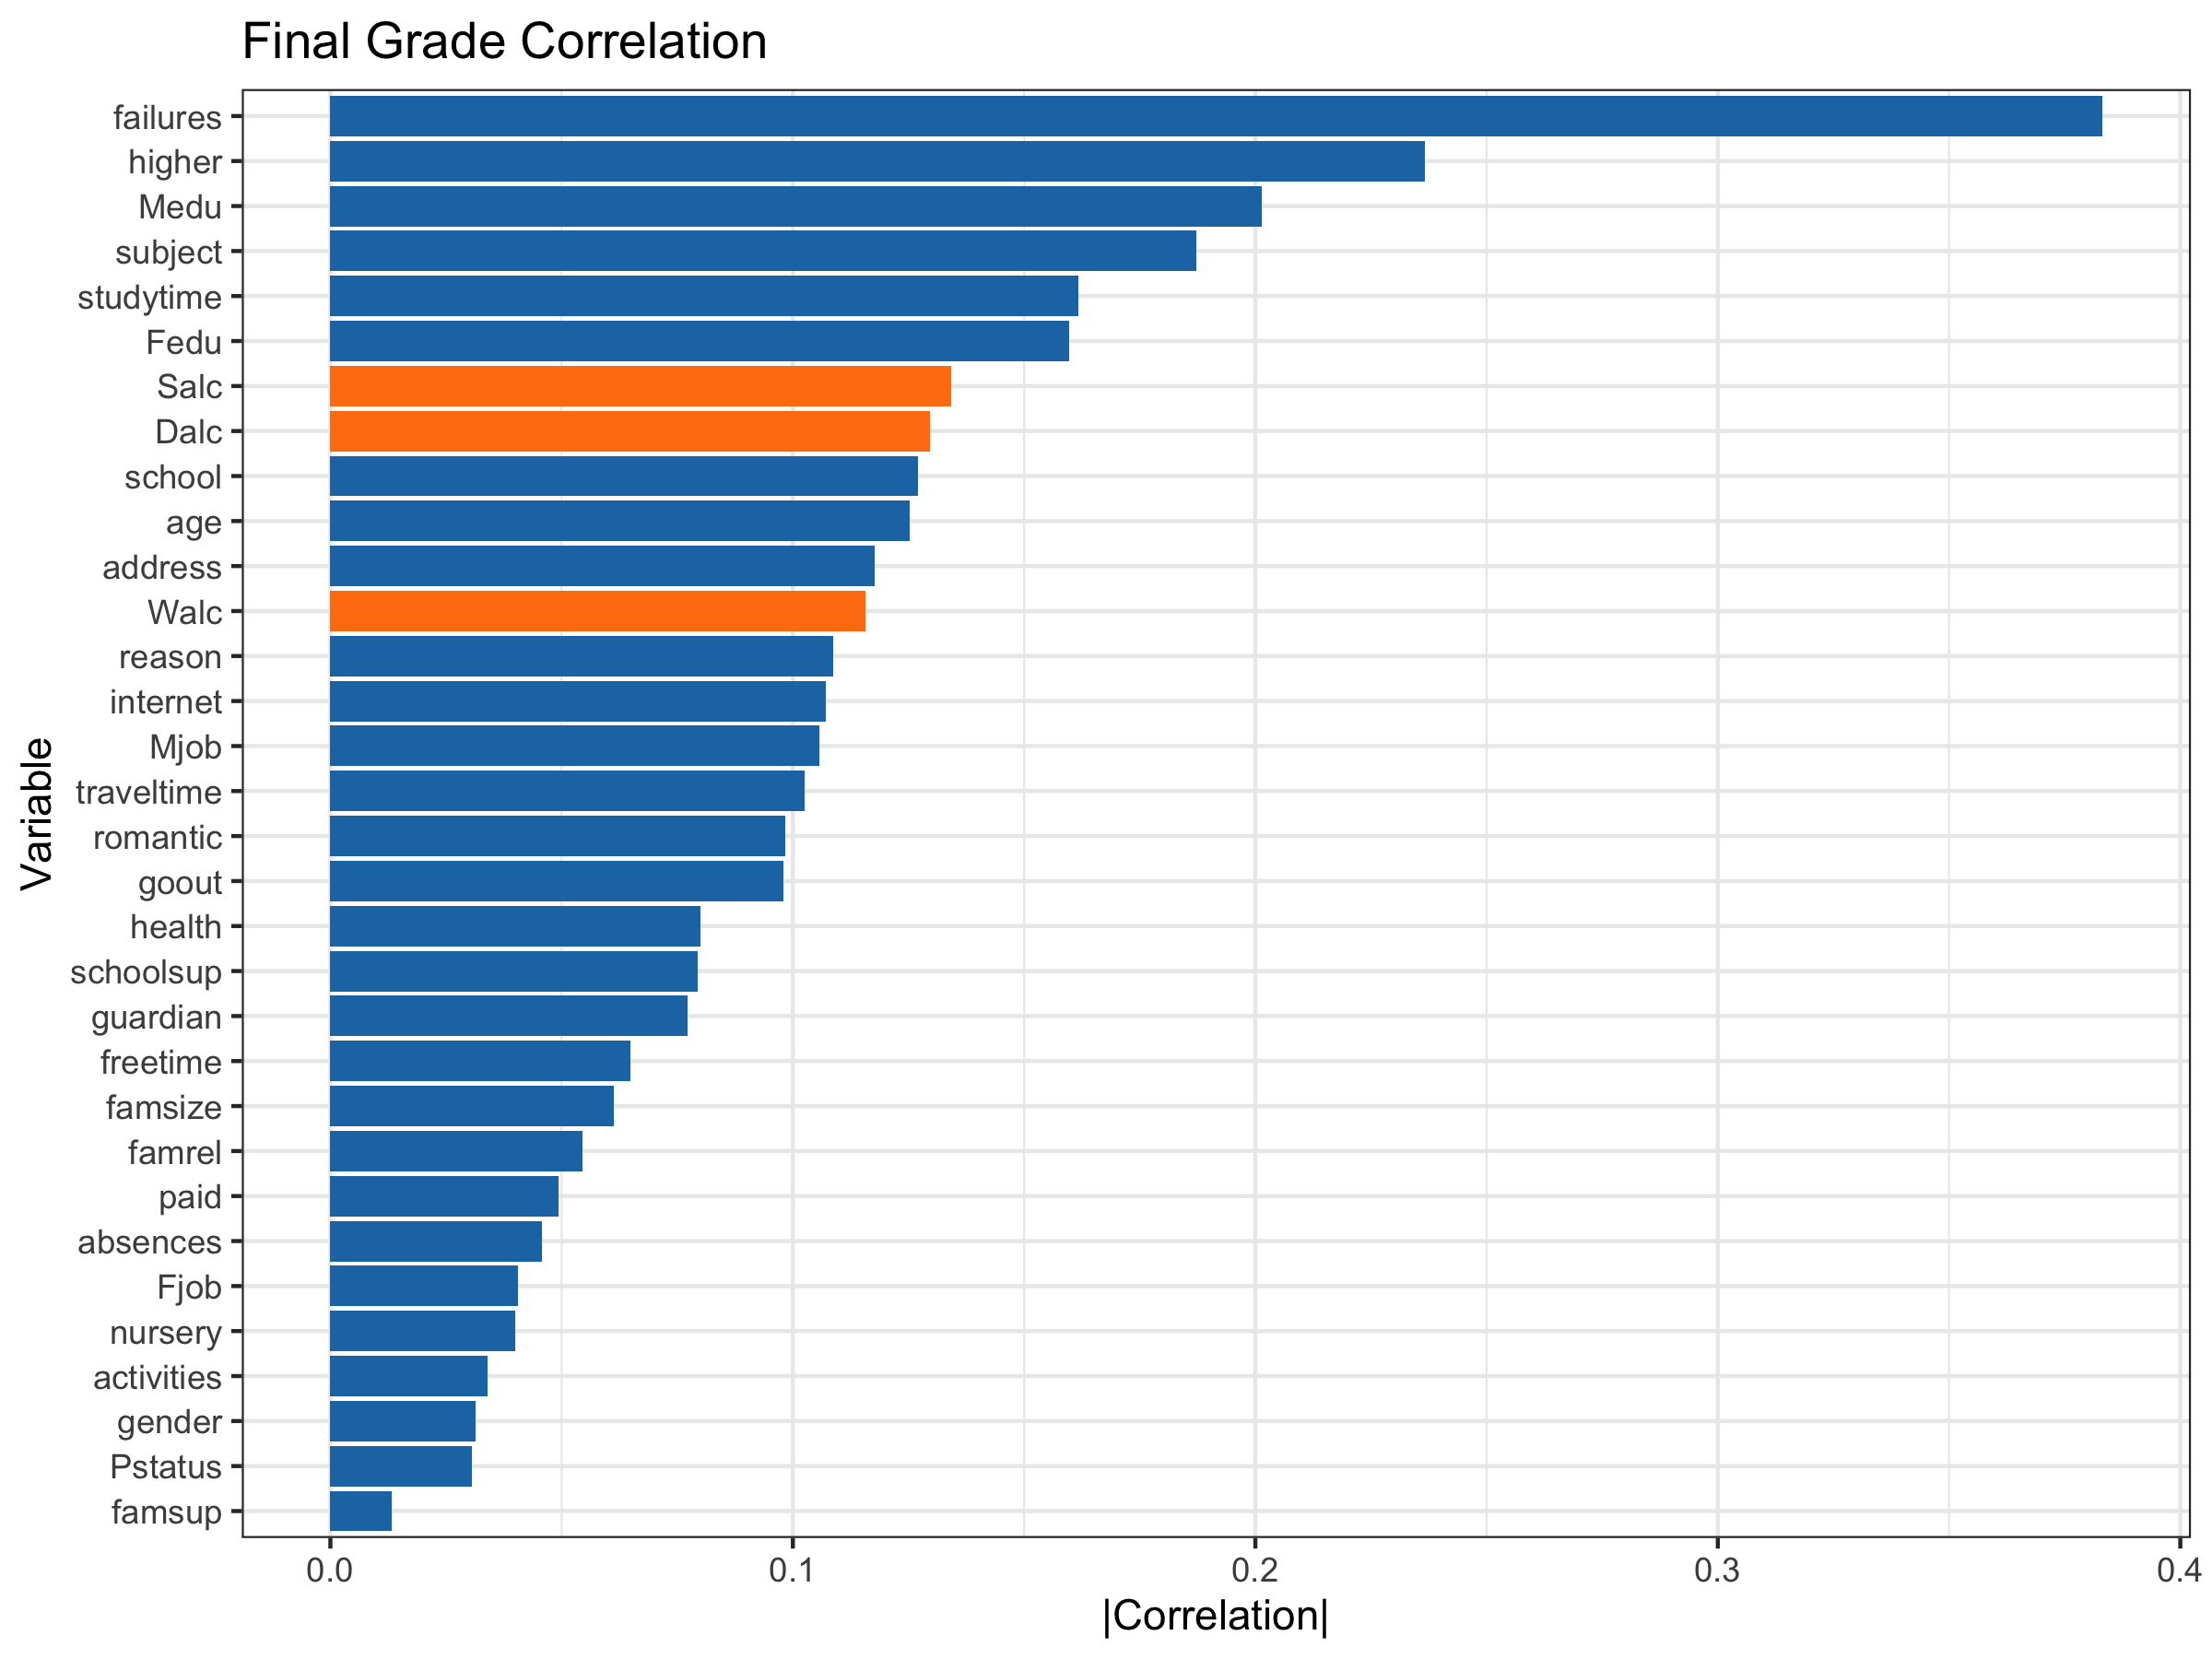 Final Grade Correlation
failures
higher
Medu
subject
studytime
Fedu
Salc
Dalc
school
age
address
Walc
reason
internet
Mjob
traveltime
romantic
goout
health
schoolsup
guardian
freetime
famsize
famrel
paid
absences
Fjob
nursery
activities
gender
Pstatus
famsup
Variable
0.0 0.1 0.2 0.3 0.4
|Correlation|